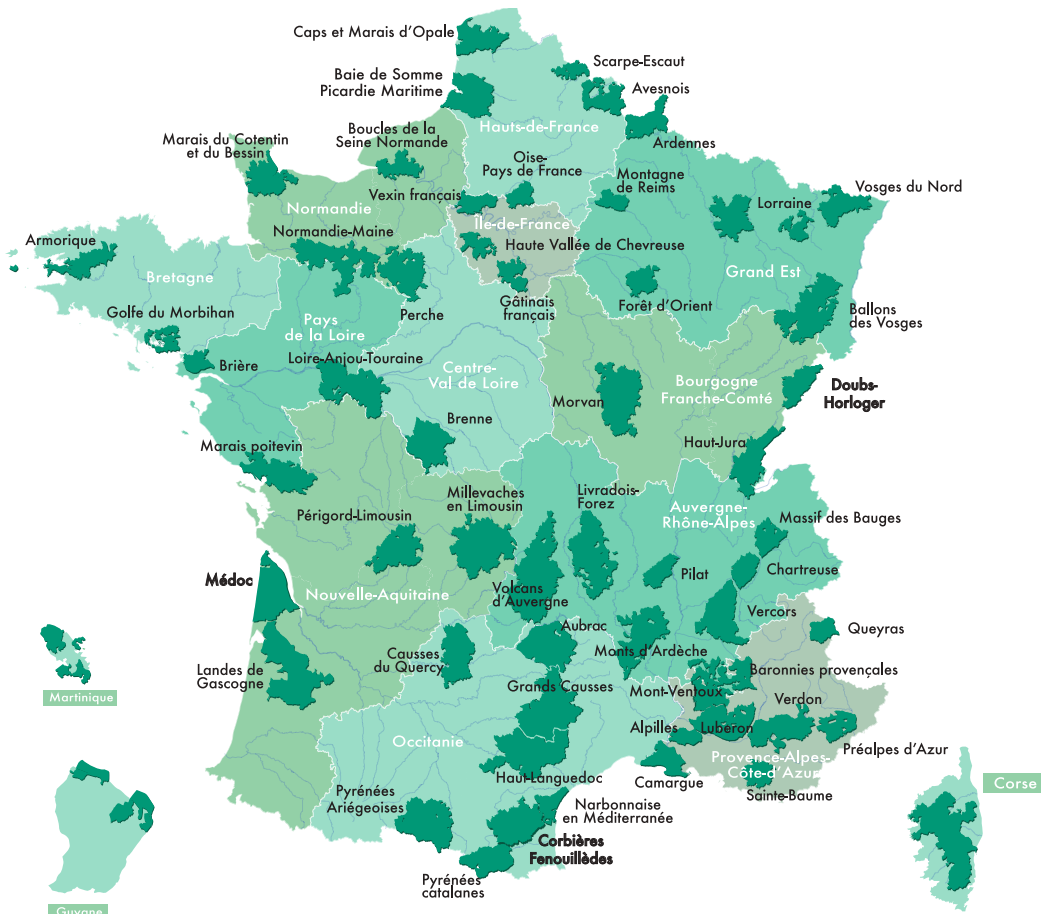 Caps et Marais d'Opale
Scarpe-Escaut
Baie de Somme
Picardie Maritime
Avesnois
Hauts-de-France
Ardennes
Marais du Cotentin
et du Bessin
Boucles de la
Seine Normande
Oise-
Pays de France
Montagne
de Reims
Vexin français
Vosges du Nord
Lorraine
Normandie
Île-de-France
Normandie-Maine
Haute Vallée de Chevreuse
Armorique
Bretagne
Grand Est
Gâtinais
français
Forêt d'Orient
Ballons
des Vosges
Golfe du Morbihan
Pays
de la Loire
Perche
Brière
Loire-Anjou-Touraine
Centre-
Val de Loire
Bourgogne
Franche-Comté
Doubs-
Horloger
Morvan
Brenne
Haut-Jura
Marais poitevin
Millevaches
en Limousin
Livradois-
Forez
Auvergne-
Rhône-Alpes
Périgord-Limousin
Massif des Bauges
Médoc
Pilat
Chartreuse
Nouvelle-Aquitaine
Volcans
d'Auvergne
Vercors
Aubrac
Queyras
Causses
du Quercy
Monts d'Ardèche
Landes de
Gascogne
Baronnies provençales
Grands Causses
Mont-Ventoux
Verdon
Martinique
Alpilles
Luberon
Occitanie
Préalpes d'Azur
Provence-Alpes-
Côte-d'Azur
Haut-Languedoc
Camargue
Sainte-Baume
Corse
Pyrénées
Ariégeoises
Narbonnaise
en Méditerranée
Corbières
Fenouillèdes
Pyrénées
catalanes
Guyane